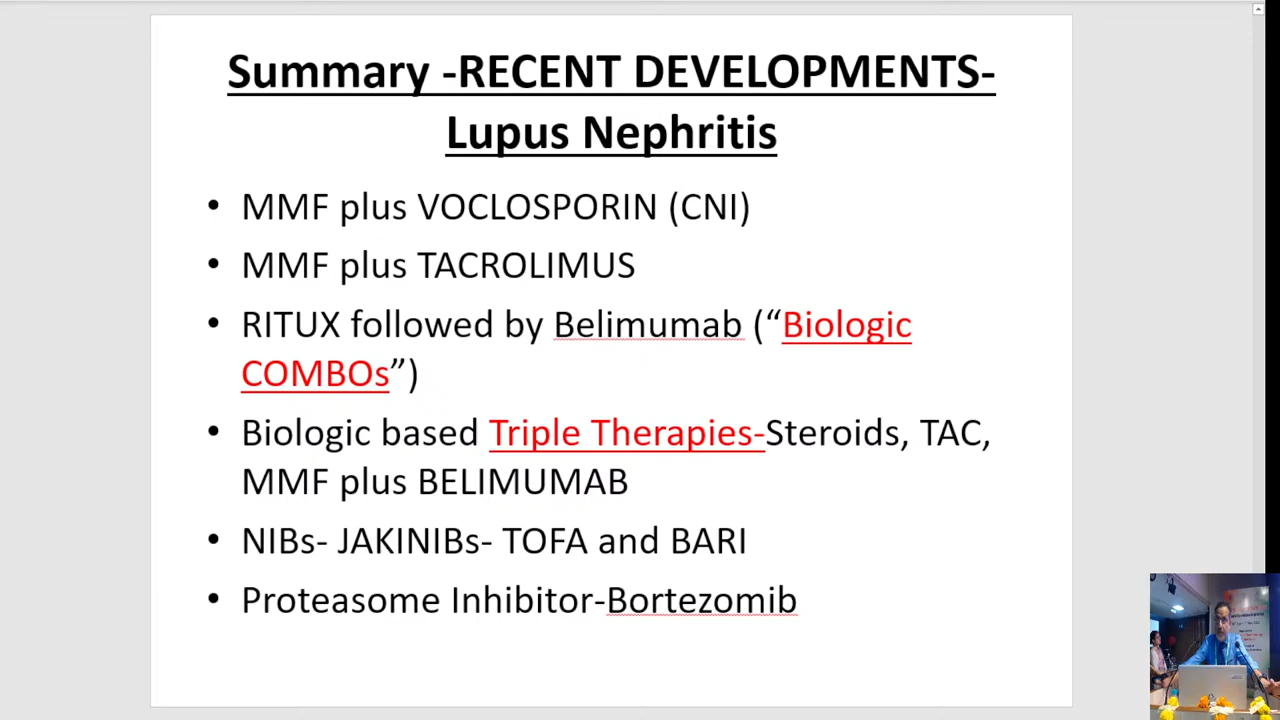 Summary -RECENT DEVELOPMENTS-
Lupus Nephritis
• MMF plus VOCLOSPORIN (CNI)
• MMF plus TACROLIMUS
• RITUX followed by Belimumab (“Biologic
COMBOs”)
• Biologic based Triple Therapies-Steroids, TAC,
MMF plus BELIMUMAB
• NIBs- JAKINIBs- TOFA and BARI
• Proteasome Inhibitor-Bortezomib